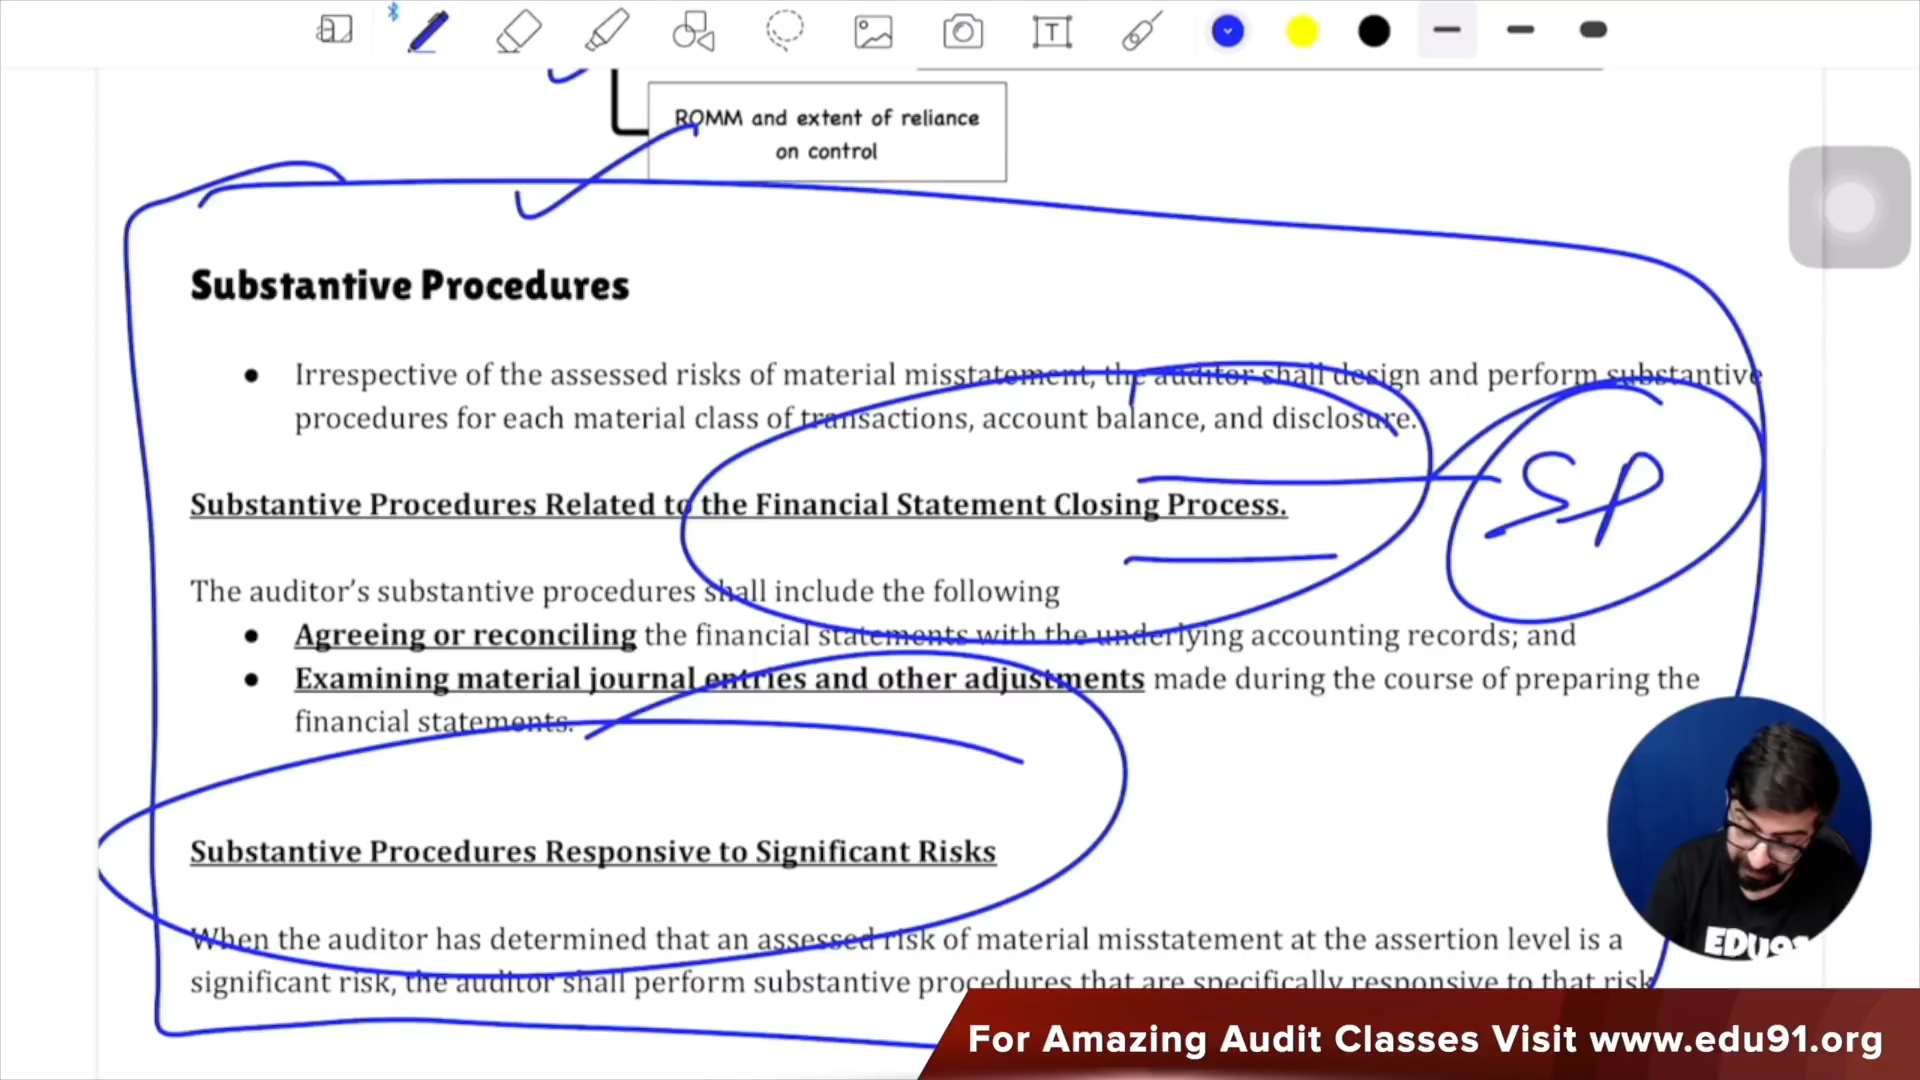 ROMM and extent of reliance
on control
Substantive Procedures
● Irrespective of the assessed risks of material misstatement, the auditor shall design and perform substantive
procedures for each material class of transactions, account balance, and disclosure.
SP
Substantive Procedures Related to the Financial Statement Closing Process.
The auditor’s substantive procedures shall include the following
● Agreeing or reconciling the financial statements with the underlying accounting records; and
● Examining material journal entries and other adjustments made during the course of preparing the
financial statements.
Substantive Procedures Responsive to Significant Risks
When the auditor has determined that an assessed risk of material misstatement at the assertion level is a
significant risk, the auditor shall perform substantive procedures that are specifically responsive to that risk
EDU91
For Amazing Audit Classes Visit www.edu91.org